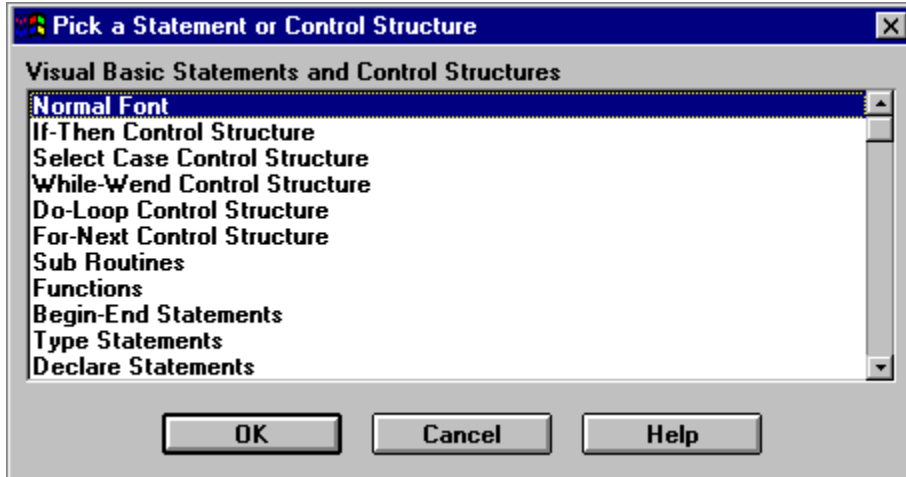 Pick a Statement or Control Structure
Visual Basic Statements and Control Structures
Normal Font
If-Then Control Structure
Select Case Control Structure
While-Wend Control Structure
Do-Loop Control Structure
For-Next Control Structure
Sub Routines
Functions
Begin-End Statements
Type Statements
Declare Statements
OK Cancel Help